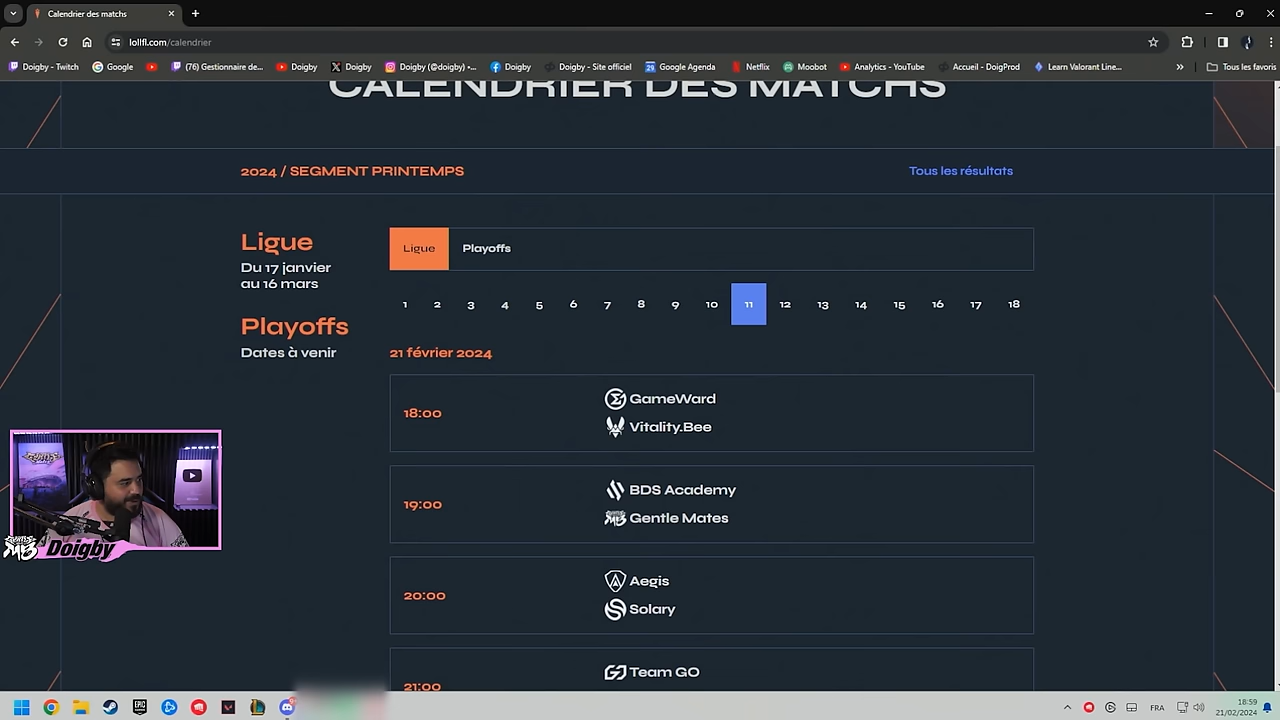 Calendrier des matchs
lollfl.com/calendrier
Doigby - Twitch
Google
(76) Gestionnaire de...
Doigby
Doigby
Doigby (@doigby) •...
Doigby
Doigby - Site officiel
Google Agenda
Netflix
Moobot
Analytics - YouTube
Accueil - DoigProd
Learn Valorant Line...
»
Tous les favoris
CALENDRIER DES MATCHS
2024 / SEGMENT PRINTEMPS
Tous les résultats
Ligue
Du 17 janvier
au 16 mars
Playoffs
Dates à venir
Ligue
Playoffs
1 2 3 4 5 6 7 8 9 10 11 12 13 14 15 16 17 18
21 février 2024
18:00
GameWard
Vitality.Bee
19:00
BDS Academy
Gentle Mates
20:00
Aegis
Solary
21:00
Team GO
Doigby
FRA
18:59
21/02/2024